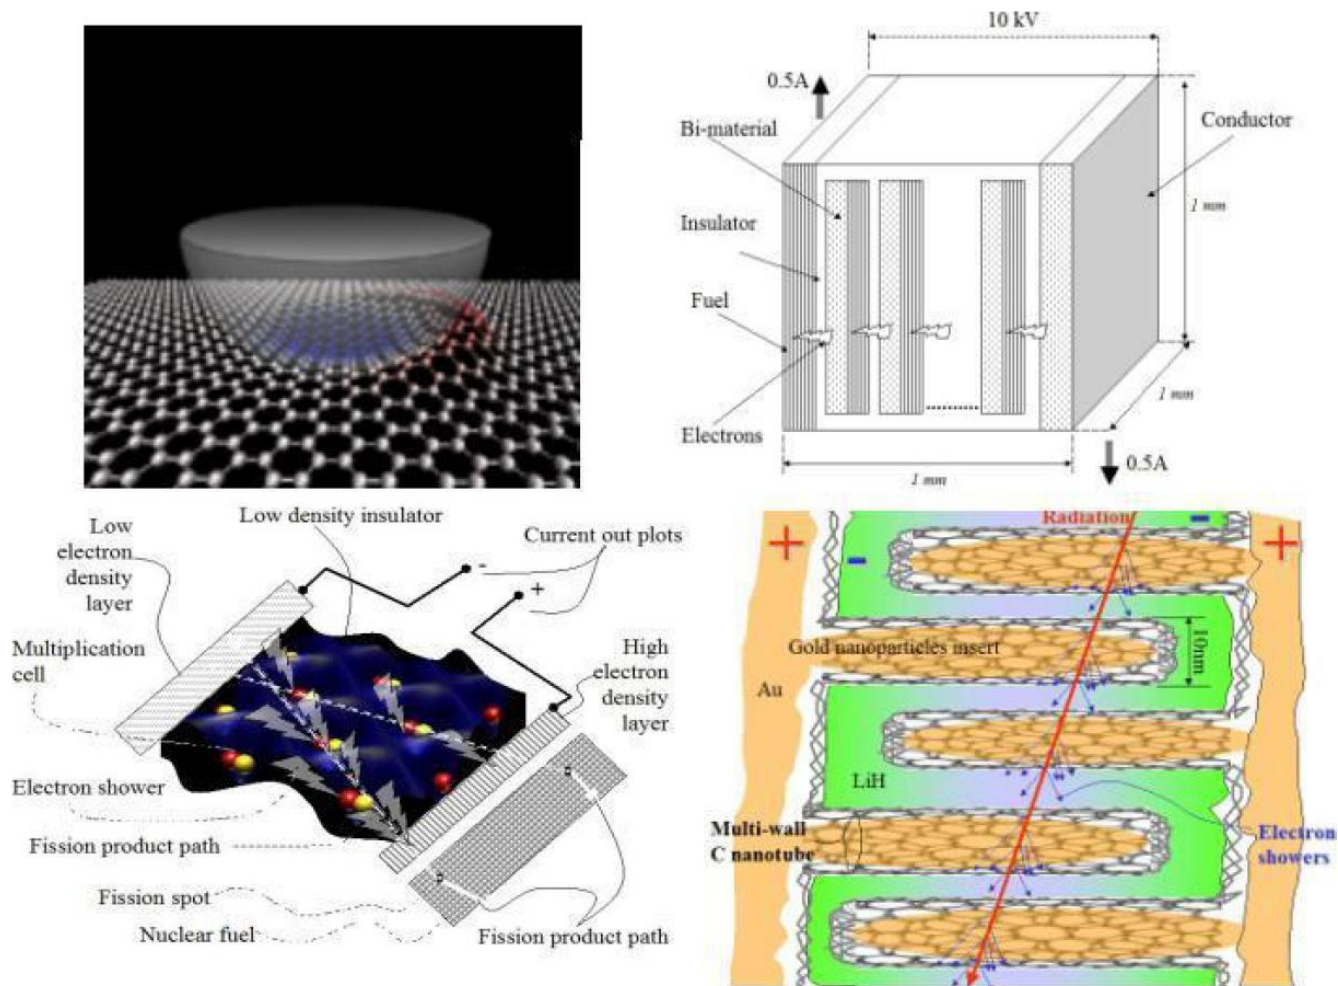 10 kV
0.5A
Bi-material
Conductor
1 mm
Insulator
Fuel
1 mm
Electrons
0.5A
1 mm
Low
electron
density
layer
Low density insulator
Current out plots
-
+
Multiplication
cell
High
electron
density
layer
Electron shower
Fission product path
Fission spot
Nuclear fuel
Fission product path
Radiation
+
-
-
+
Gold nanoparticles insert
10nm
Au
LiH
Multi-wall
C nanotube
Electron
showers